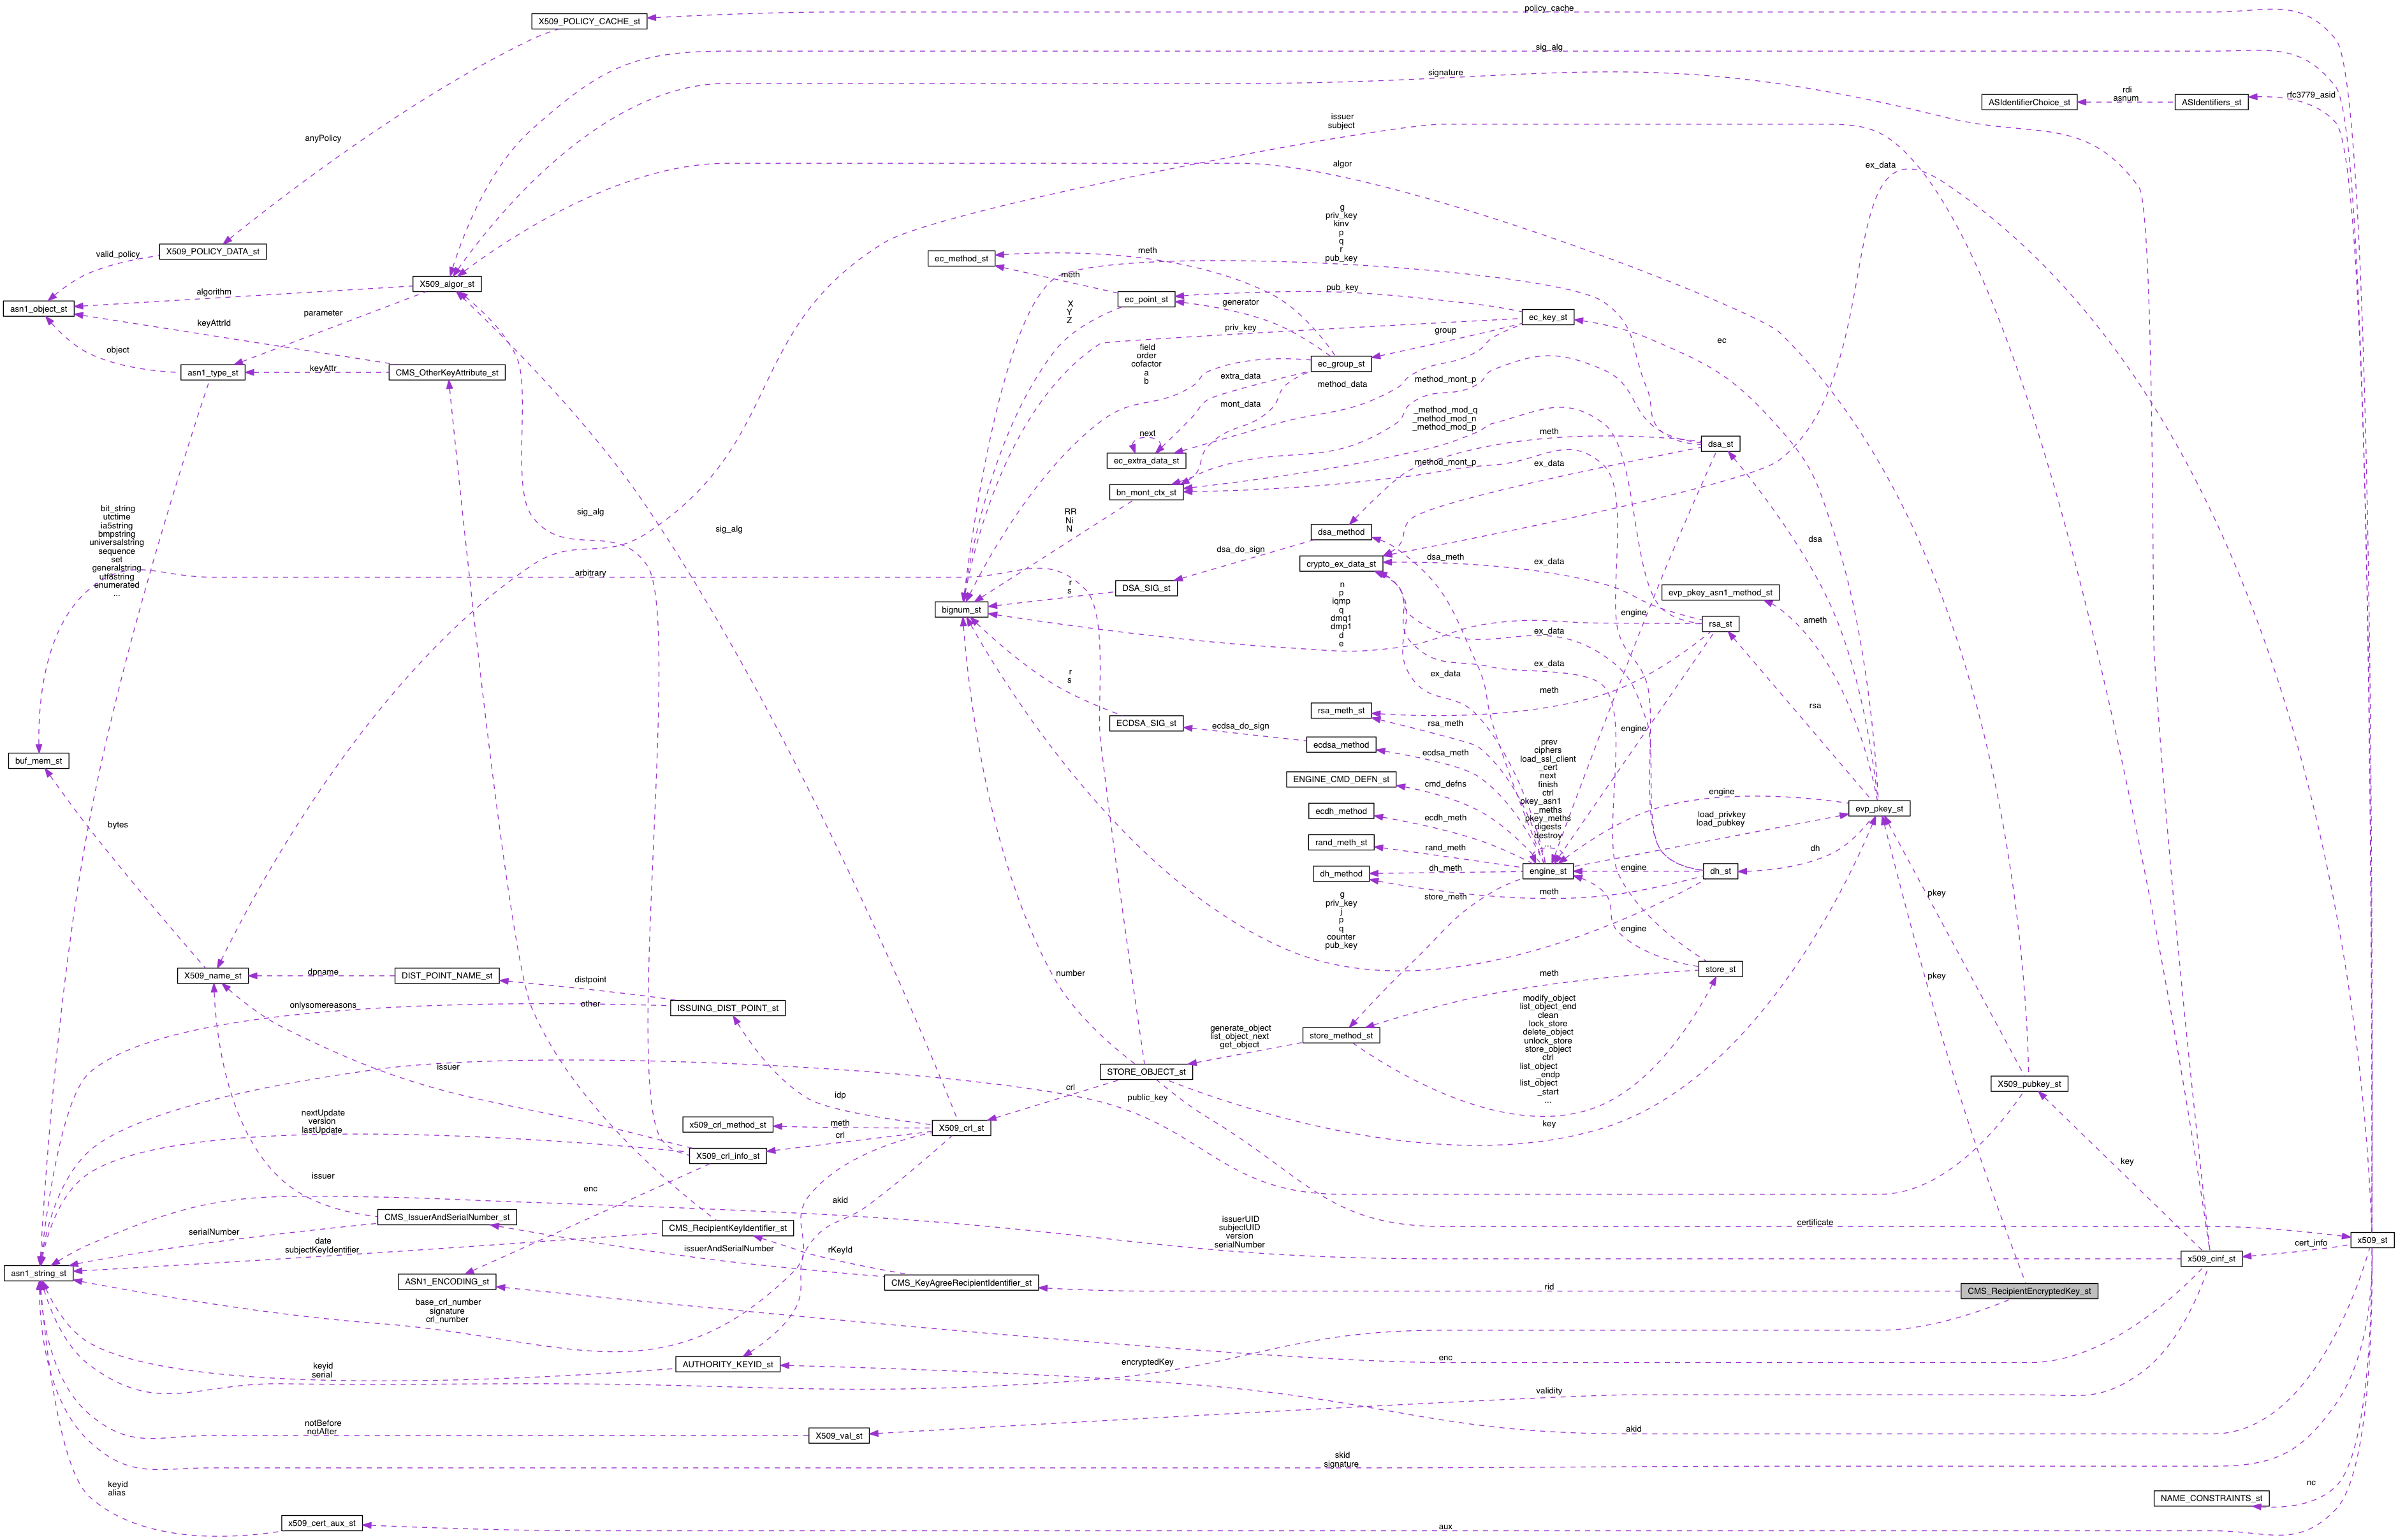 policy_cache
X509_POLICY_CACHE_st
sig_alg
signature
rfc3779_asid
rdi
asnum
ASIdentifierChoice_st
ASIdentifiers_st
issuer
subject
anyPolicy
algor
ex_data
g
priv_key
kinv
p
q
r
pub_key
X509_POLICY_DATA_st
valid_policy
ec_method_st
meth
meth
X509_algor_st
algorithm
asn1_object_st
parameter
keyAttrId
object
asn1_type_st
keyAttr
CMS_OtherKeyAttribute_st
ec_point_st
pub_key
generator
X
Y
Z
priv_key
ec_key_st
group
ec
field
order
cofactor
a
b
ec_group_st
extra_data
method_data
method_mont_p
mont_data
_method_mod_q
_method_mod_n
_method_mod_p
next
meth
dsa_st
ec_extra_data_st
method_mont_p
ex_data
bn_mont_ctx_st
bit_string
utctime
ia5string
bmpstring
universalstring
sequence
set
generalstring
utf8string
enumerated
...
sig_alg
sig_alg
RR
Ni
N
dsa_method
dsa
dsa_do_sign
dsa_meth
crypto_ex_data_st
ex_data
arbitrary
r
s
DSA_SIG_st
evp_pkey_asn1_method_st
bignum_st
n
p
iqmp
q
dmq1
dmp1
d
e
engine
rsa_st
ameth
ex_data
ex_data
r
s
ex_data
meth
rsa
rsa_meth_st
rsa_meth
ECDSA_SIG_st
ecdsa_do_sign
engine
ecdsa_method
ecdsa_meth
buf_mem_st
prev
ciphers
load_ssl_client
_cert
next
finish
ctrl
pkey_asn1
_meths
pkey_meths
digests
destroy
...
ENGINE_CMD_DEFN_st
cmd_defns
engine
evp_pkey_st
ecdh_method
ecdh_meth
load_privkey
load_pubkey
bytes
rand_meth_st
rand_meth
dh
dh_method
dh_meth
engine_st
engine
dh_st
meth
store_meth
pkey
g
priv_key
j
p
q
counter
pub_key
engine
X509_name_st
dpname
DIST_POINT_NAME_st
distpoint
number
meth
store_st
pkey
onlysomereasons
other
ISSUING_DIST_POINT_st
modify_object
list_object_end
clean
lock_store
delete_object
unlock_store
store_object
ctrl
list_object
_endp
list_object
_start
...
generate_object
list_object_next
get_object
store_method_st
issuer
STORE_OBJECT_st
X509_pubkey_st
crl
idp
public_key
nextUpdate
version
lastUpdate
x509_crl_method_st
meth
crl
X509_crl_st
key
X509_crl_info_st
key
issuer
enc
akid
CMS_IssuerAndSerialNumber_st
CMS_RecipientKeyIdentifier_st
issuerUID
subjectUID
version
serialNumber
certificate
serialNumber
date
subjectKeyIdentifier
issuerAndSerialNumber
rKeyId
cert_info
x509_st
x509_cinf_st
asn1_string_st
ASN1_ENCODING_st
CMS_KeyAgreeRecipientIdentifier_st
rid
CMS_RecipientEncryptedKey_st
base_crl_number
signature
crl_number
keyid
serial
AUTHORITY_KEYID_st
encryptedKey
enc
validity
notBefore
notAfter
X509_val_st
akid
skid
signature
keyid
alias
nc
NAME_CONSTRAINTS_st
x509_cert_aux_st
aux